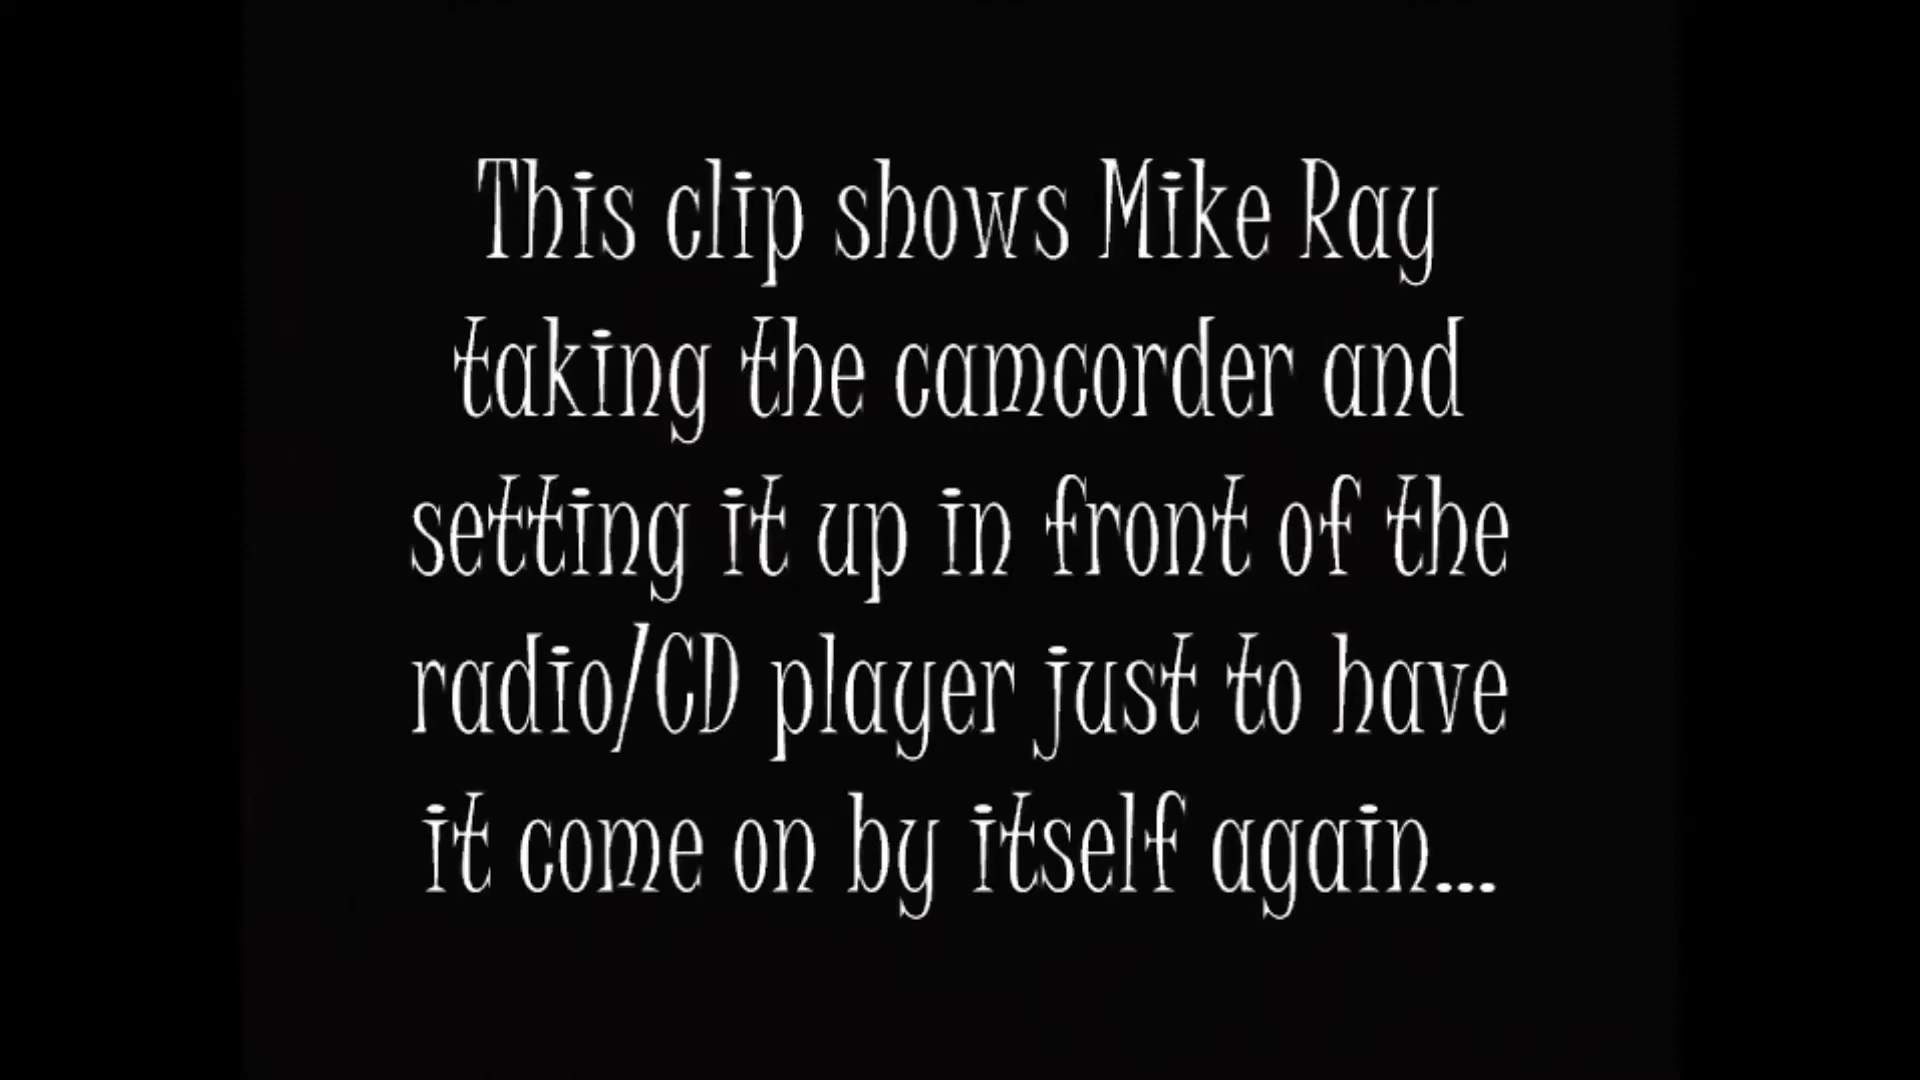 This clip shows Mike Ray
taking the camcorder and
setting it up in front of the
radio/CD player just to have
it come on by itself again...